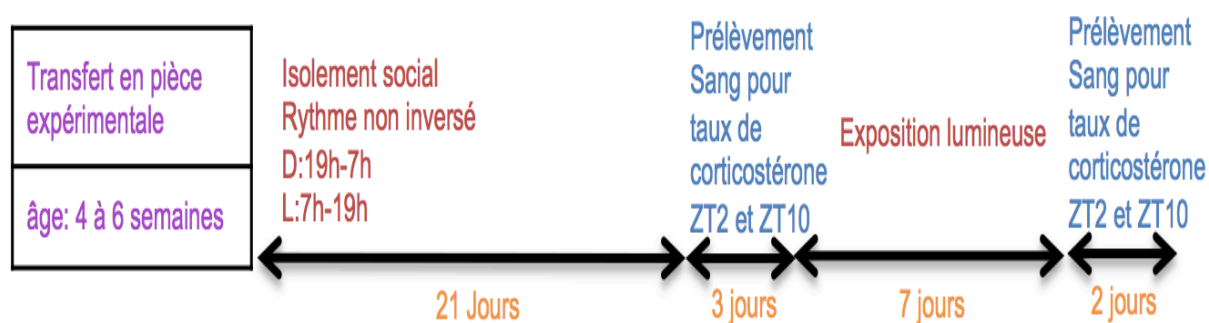 Transfert en pièce
expérimentale
âge: 4 à 6 semaines
Isolement social
Rythme non inversé
D:19h-7h
L:7h-19h
21 Jours
Prélèvement
Sang pour
taux de
corticostérone
ZT2 et ZT10
3 jours
Exposition lumineuse
7 jours
Prélèvement
Sang pour
taux de
corticostérone
ZT2 et ZT10
2 jours